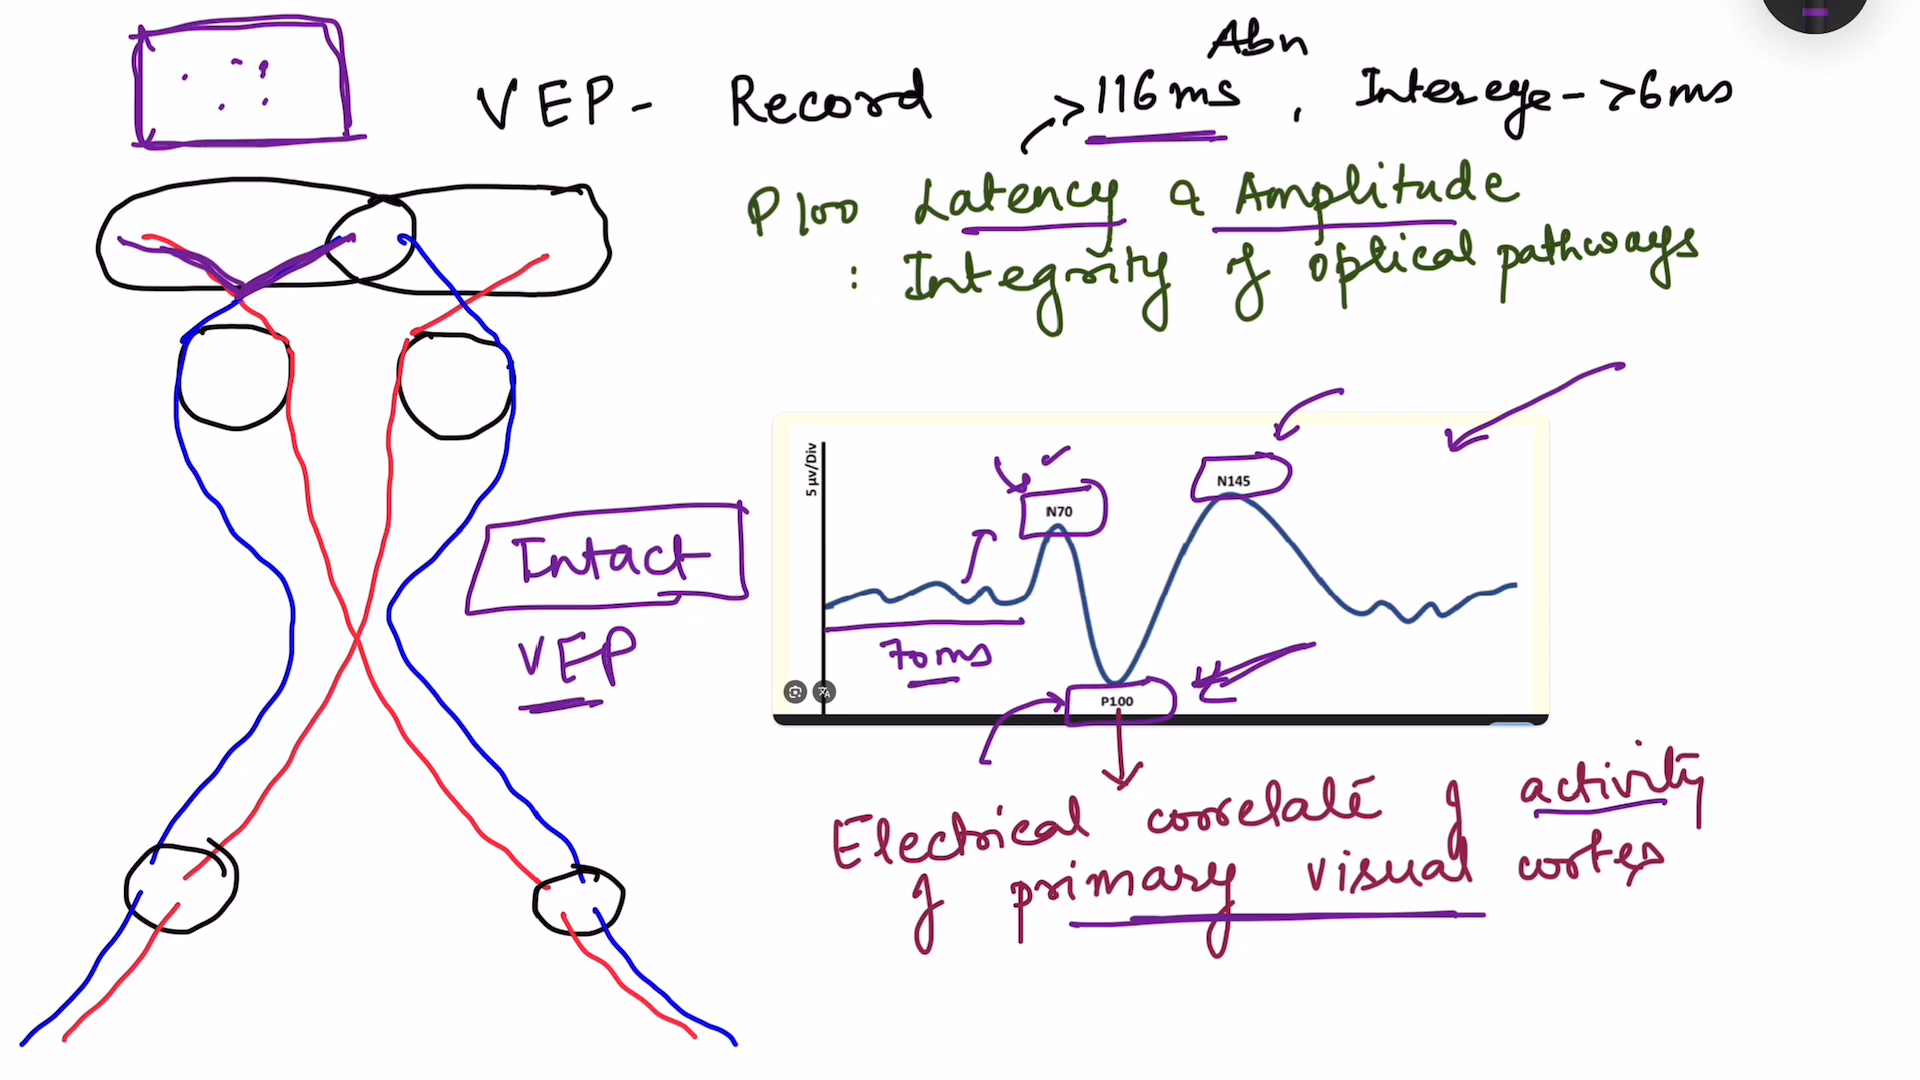 Abn
VEP - Record >116 ms , Intereye - >6ms
P100 Latency & Amplitude
: Integrity of optical pathways
5 µv/Div
N70
N145
70ms
P100
Intact
VEP
Electrical correlate of activity
of primary visual cortex